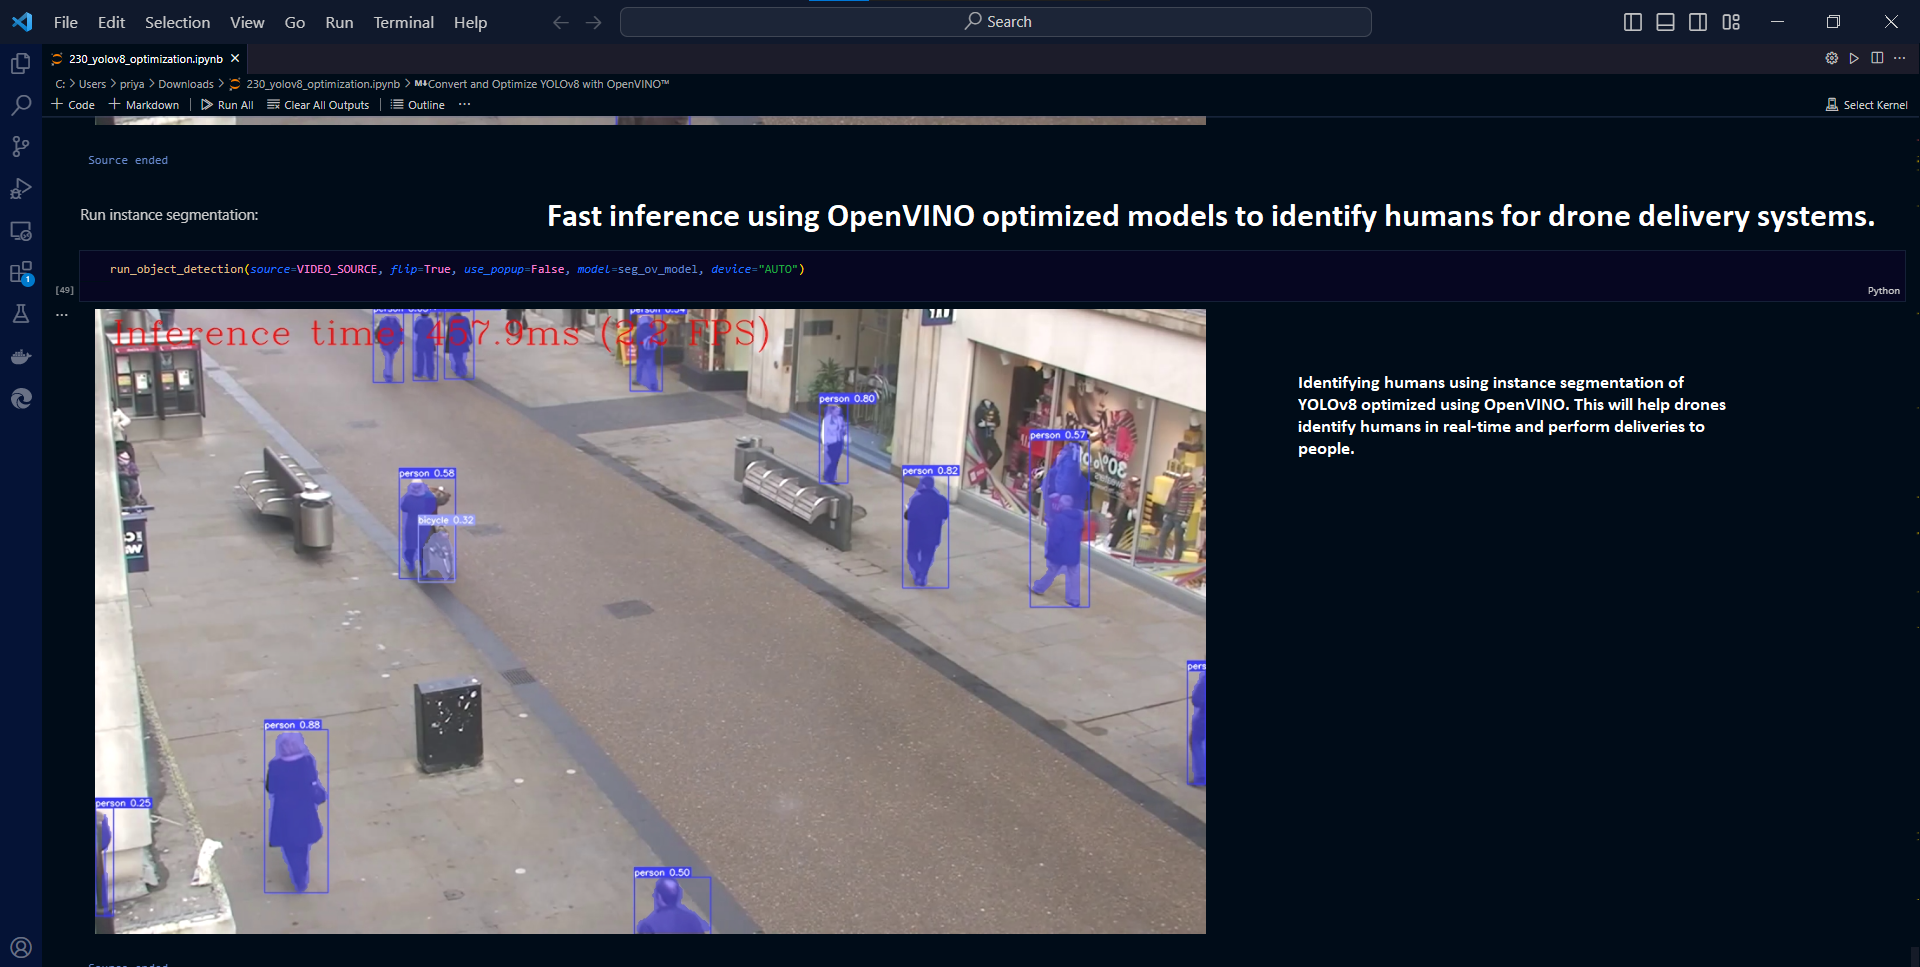 File Edit Selection View Go Run Terminal Help
Search
230_yolov8_optimization.ipynb
C: > Users > priya > Downloads > 230_yolov8_optimization.ipynb > M↓Convert and Optimize YOLOv8 with OpenVINO™
+ Code + Markdown | Run All Clear All Outputs | Outline ...
Select Kernel
Source ended
Run instance segmentation:
Fast inference using OpenVINO optimized models to identify humans for drone delivery systems.
run_object_detection(source=VIDEO_SOURCE, flip=True, use_popup=False, model=seg_ov_model, device="AUTO")
[49]
Python
1
Inference time: 457.9ms (2.2 FPS)
person 0.80
person 0.57
person 0.82
person 0.58
bicycle 0.32
pers
person 0.88
person 0.25
person 0.50
Identifying humans using instance segmentation of
YOLOv8 optimized using OpenVINO. This will help drones
identify humans in real-time and perform deliveries to
people.
Source ended